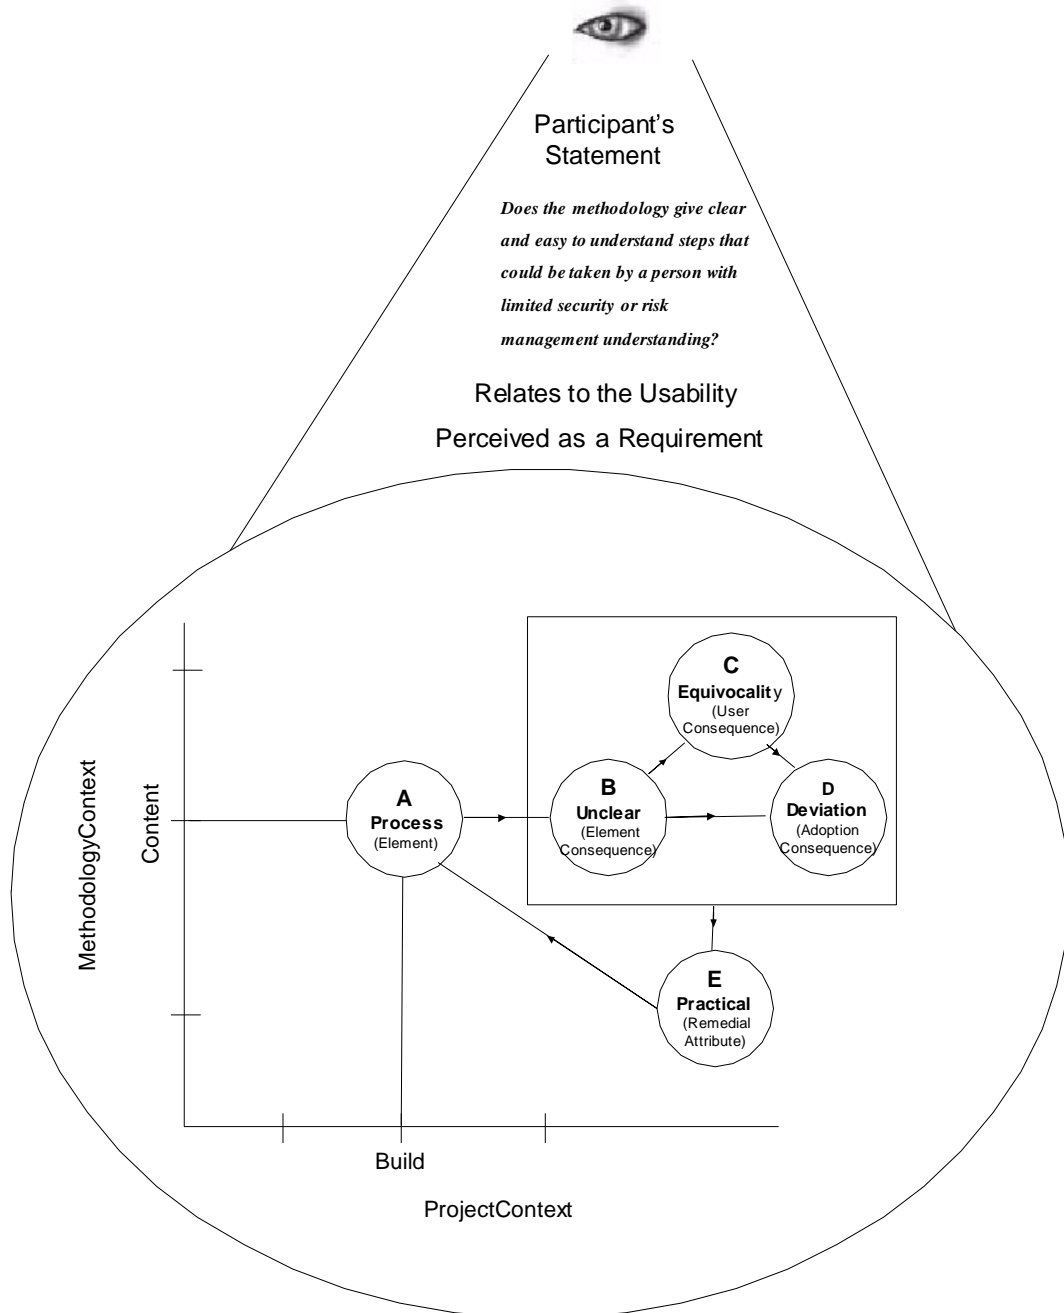 Participant's
Statement
Does the methodology give clear
and easy to understand steps that
could be taken by a person with
limited security or risk
management understanding?
Relates to the Usability
Perceived as a Requirement
C
Equivocality
(User
Consequence)
A
Process
(Element)
B
Unclear
(Element
Consequence)
D
Deviation
(Adoption
Consequence)
E
Practical
(Remedial
Attribute)
MethodologyContext
Content
Build
ProjectContext